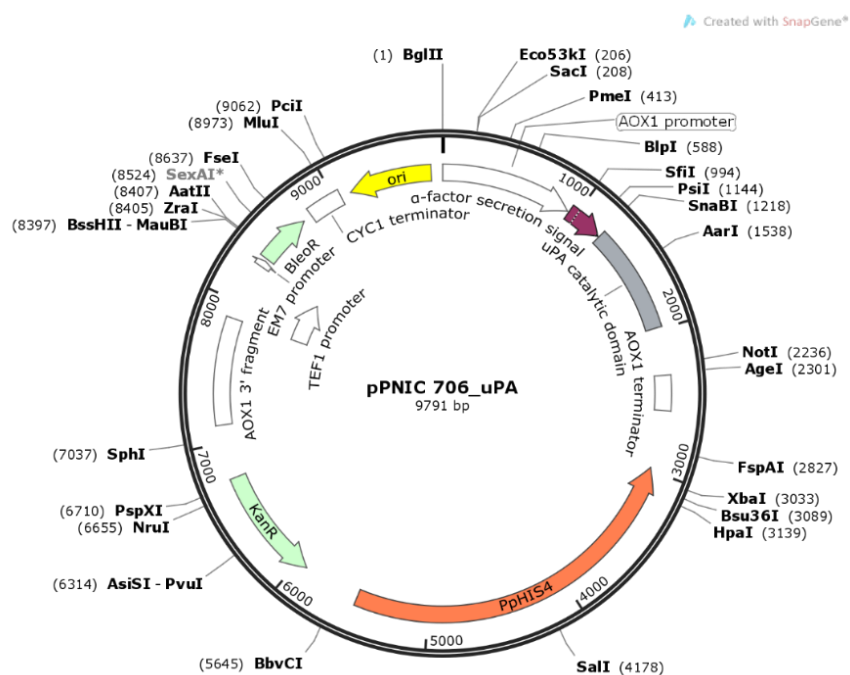 Created with SnapGene®
(1) BglII
Eco53kI (206)
SacI (208)
PmeI (413)
AOX1 promoter
BlpI (588)
SfiI (994)
PsiI (1144)
SnaBI (1218)
AarI (1538)
NotI (2236)
AgeI (2301)
FspAI (2827)
XbaI (3033)
Bsu36I (3089)
HpaI (3139)
SalI (4178)
(5645) BbvCI
(6314) AsiSI - PvuI
(6655) NruI
(6710) PspXI
(7037) SphI
(8397) BssHII - MauBI
(8405) ZraI
(8407) AatII
(8524) SexAI*
(8637) FseI
(8973) MluI
(9062) PciI
1000
2000
3000
4000
5000
6000
7000
8000
9000
ori
α-factor secretion signal
uPA catalytic domain
AOX1 terminator
PpHIS4
KanR
AOX1 3' fragment
TEF1 promoter
EM7 promoter
BleoR
CYC1 terminator
pPNIC 706_uPA
9791 bp